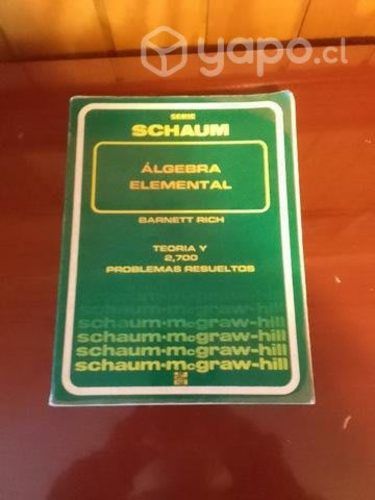 yapo.cl
SERIE
SCHAUM
ÁLGEBRA
ELEMENTAL
BARNETT RICH
TEORIA Y
2,700
PROBLEMAS RESUELTOS
schaum·mcgraw-hill
schaum·mcgraw-hill
schaum·mcgraw-hill
schaum·mcgraw-hill